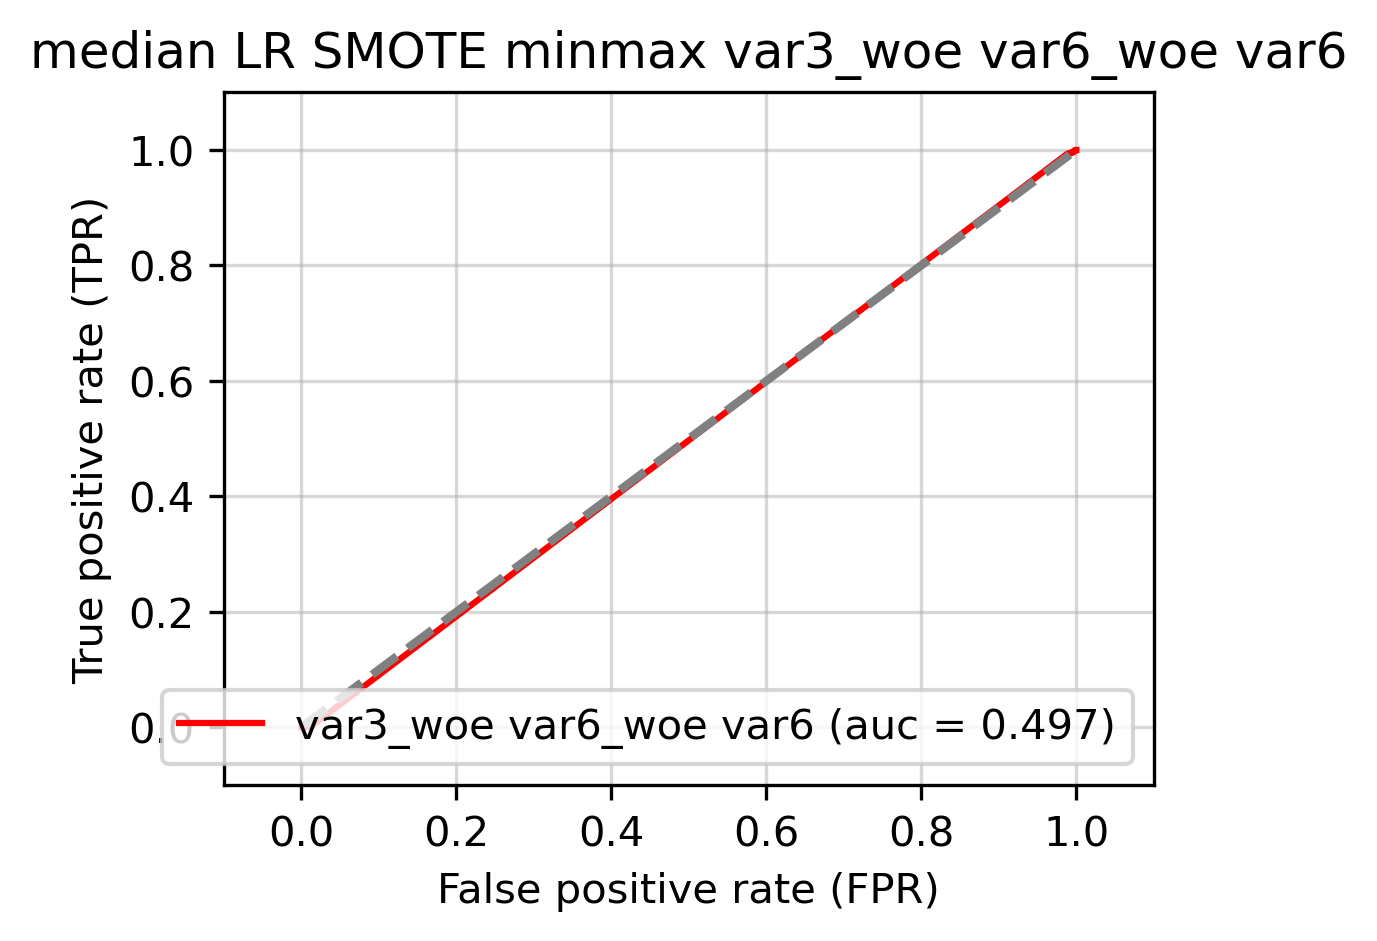 median LR SMOTE minmax var3_woe var6_woe var6
1.0
0.8
0.6
0.4
0.2
0.0
True positive rate (TPR)
var3_woe var6_woe var6 (auc = 0.497)
0.0 0.2 0.4 0.6 0.8 1.0
False positive rate (FPR)